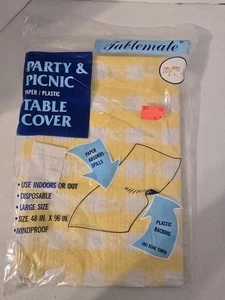 Tablemate
PARTY &
PICNIC
PAPER / PLASTIC
TABLE
COVER
PAPER
ABSORBS
SPILLS
• USE INDOORS OR OUT
• DISPOSABLE
• LARGE SIZE
• SIZE 48 IN. X 96 IN.
• WINDPROOF
PLASTIC
BACKING